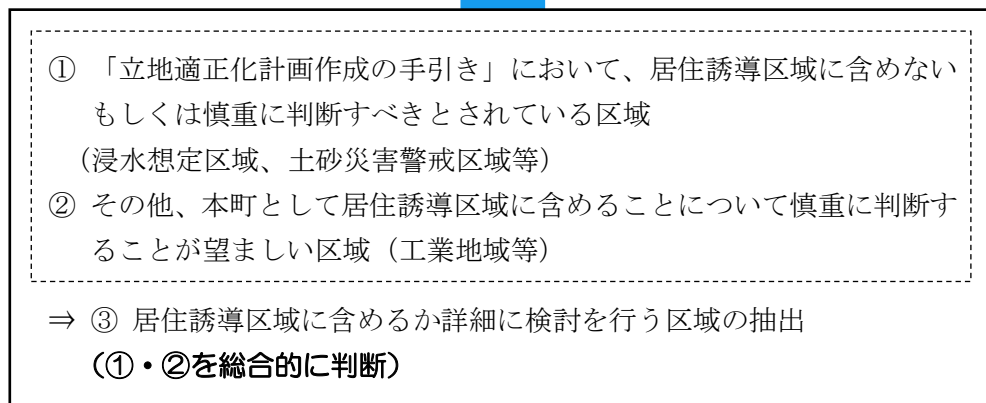 ① 「立地適正化計画作成の手引き」において、居住誘導区域に含めない
もしくは慎重に判断すべきとされている区域
（浸水想定区域、土砂災害警戒区域等）
② その他、本町として居住誘導区域に含めることについて慎重に判断す
ることが望ましい区域（工業地域等）
⇒ ③ 居住誘導区域に含めるか詳細に検討を行う区域の抽出
（①・②を総合的に判断）